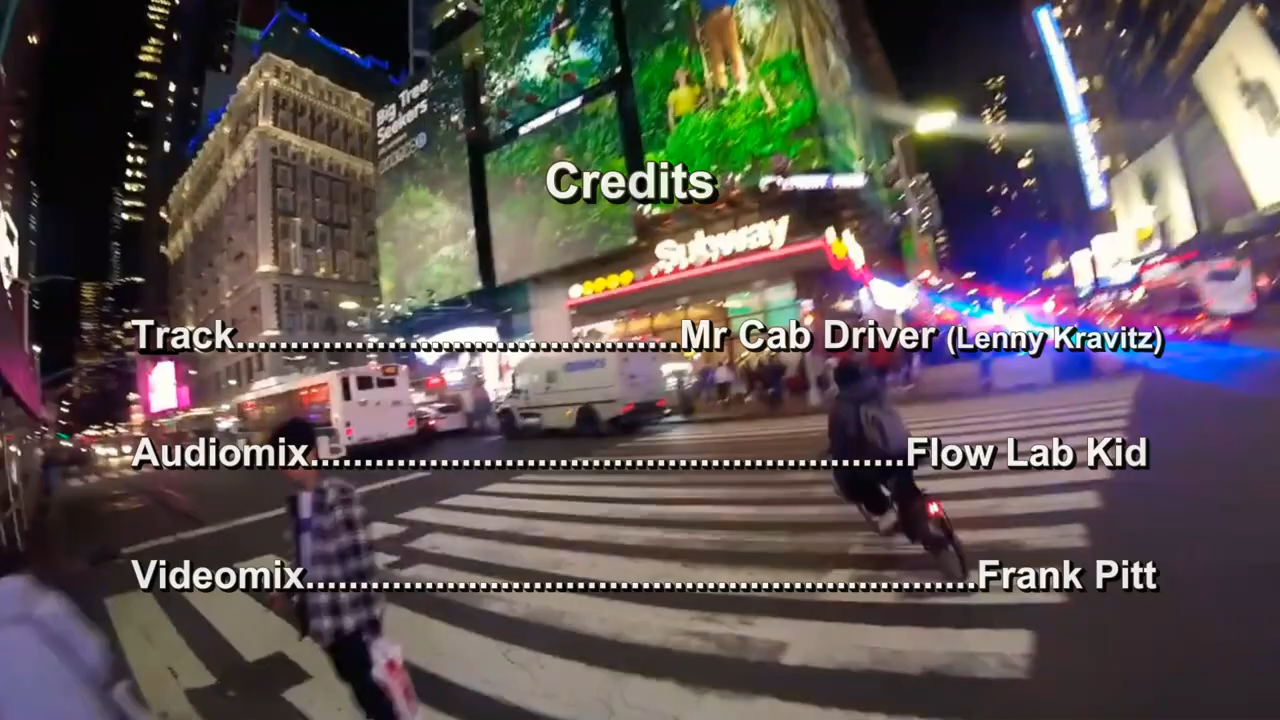 Big Tree
Seekers
Credits
Subway
Track.........................................Mr Cab Driver (Lenny Kravitz)
Audiomix.......................................................Flow Lab Kid
Videomix..............................................................Frank Pitt